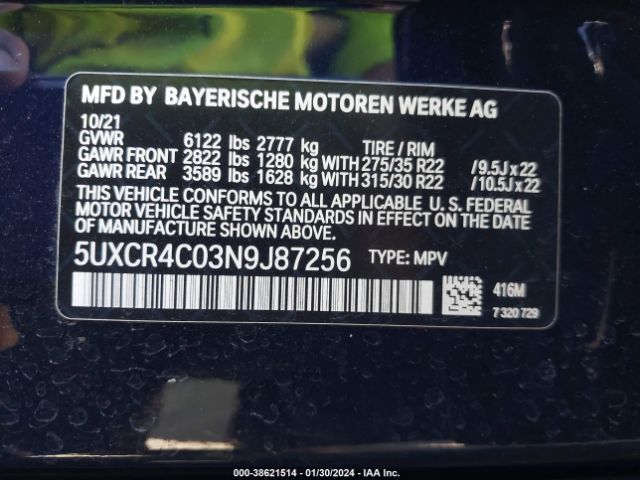 MFD BY BAYERISCHE MOTOREN WERKE AG
10/21
GVWR 6122 lbs 2777 kg TIRE / RIM
GAWR FRONT 2822 lbs 1280 kg WITH 275/35 R22 /9.5J x 22
GAWR REAR 3589 lbs 1628 kg WITH 315/30 R22 /10.5J x 22
THIS VEHICLE CONFORMS TO ALL APPLICABLE U. S. FEDERAL
MOTOR VEHICLE SAFETY STANDARDS IN EFFECT ON THE
DATE OF MANUFACTURE SHOWN ABOVE.
5UXCR4C03N9J87256 TYPE: MPV
416M
7 320 729
000-38621514 - 01/30/2024 - IAA Inc.